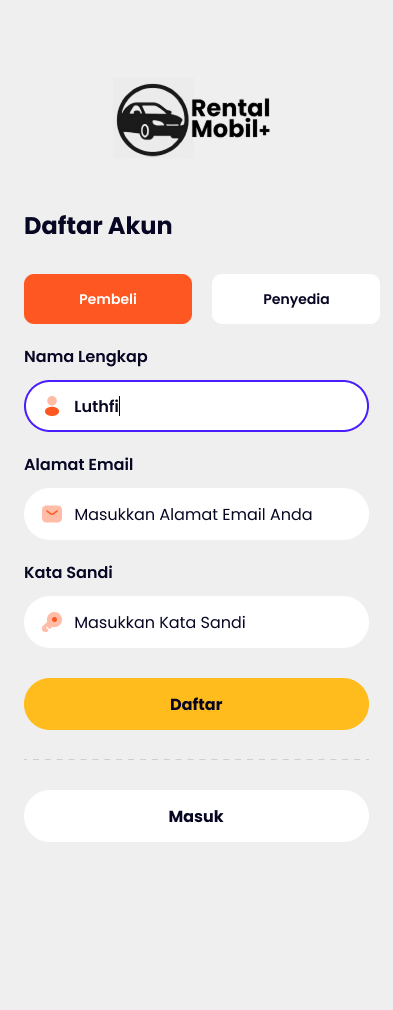 Rental
Mobil+
Daftar Akun
Pembeli
Penyedia
Nama Lengkap
Luthfi
Alamat Email
Masukkan Alamat Email Anda
Kata Sandi
Masukkan Kata Sandi
Daftar
Masuk